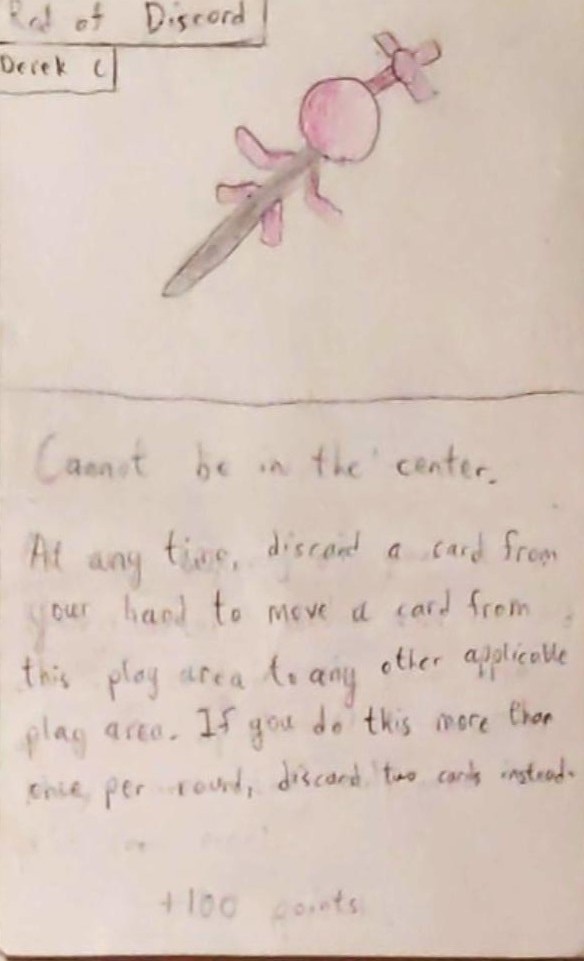 Rod of Discord
Derek C
Cannot be in the center.
At any time, discard a card from
your hand to move a card from
this play area to any other applicable
play area. If you do this more than
once per round, discard two cards instead.
+100 points